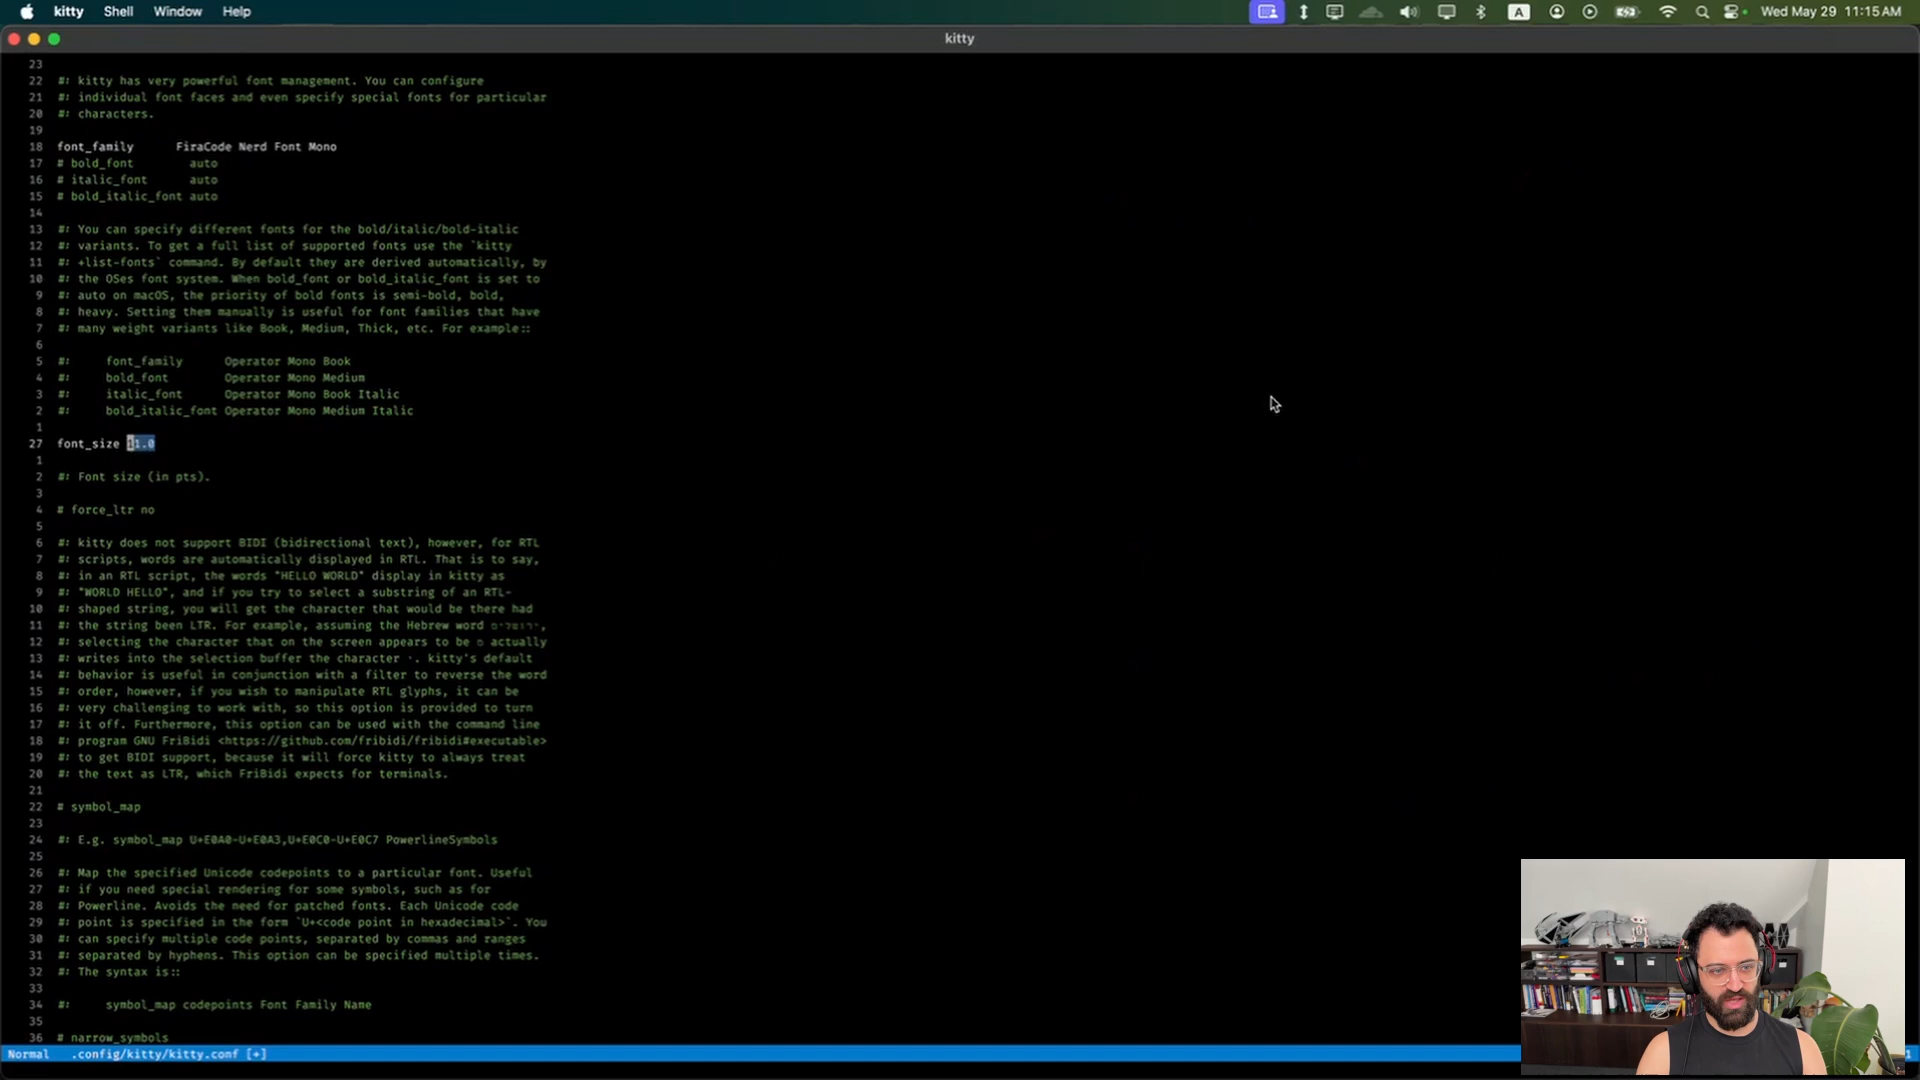 kitty Shell Window Help
A Wed May 29 11:15 AM
kitty
23
22 #: kitty has very powerful font management. You can configure
21 #: individual font faces and even specify special fonts for particular
20 #: characters.
19
18 font_family FiraCode Nerd Font Mono
17 # bold_font auto
16 # italic_font auto
15 # bold_italic_font auto
14
13 #: You can specify different fonts for the bold/italic/bold-italic
12 #: variants. To get a full list of supported fonts use the `kitty
11 #: +list-fonts` command. By default they are derived automatically, by
10 #: the OSes font system. When bold_font or bold_italic_font is set to
9 #: auto on macOS, the priority of bold fonts is semi-bold, bold,
8 #: heavy. Setting them manually is useful for font families that have
7 #: many weight variants like Book, Medium, Thick, etc. For example::
6
5 #: font_family Operator Mono Book
4 #: bold_font Operator Mono Medium
3 #: italic_font Operator Mono Book Italic
2 #: bold_italic_font Operator Mono Medium Italic
1
27 font_size 11.0
1
2 #: Font size (in pts).
3
4 # force_ltr no
5
6 #: kitty does not support BIDI (bidirectional text), however, for RTL
7 #: scripts, words are automatically displayed in RTL. That is to say,
8 #: in an RTL script, the words "HELLO WORLD" display in kitty as
9 #: "WORLD HELLO", and if you try to select a substring of an RTL-
10 #: shaped string, you will get the character that would be there had
11 #: the string been LTR. For example, assuming the Hebrew word
12 #: selecting the character that on the screen appears to be ם actually
13 #: writes into the selection buffer the character י. kitty's default
14 #: behavior is useful in conjunction with a filter to reverse the word
15 #: order, however, if you wish to manipulate RTL glyphs, it can be
16 #: very challenging to work with, so this option is provided to turn
17 #: it off. Furthermore, this option can be used with the command line
18 #: program GNU FriBidi <https://github.com/fribidi/fribidi#executable>
19 #: to get BIDI support, because it will force kitty to always treat
20 #: the text as LTR, which FriBidi expects for terminals.
21
22 # symbol_map
23
24 #: E.g. symbol_map U+E0A0-U+E0A3,U+E0C0-U+E0C7 PowerlineSymbols
25
26 #: Map the specified Unicode codepoints to a particular font. Useful
27 #: if you need special rendering for some symbols, such as for
28 #: Powerline. Avoids the need for patched fonts. Each Unicode code
29 #: point is specified in the form `U+<code point in hexadecimal>`. You
30 #: can specify multiple code points, separated by commas and ranges
31 #: separated by hyphens. This option can be specified multiple times.
32 #: The syntax is::
33
34 #: symbol_map codepoints Font Family Name
35
36 # narrow_symbols
Normal .config/kitty/kitty.conf [+]